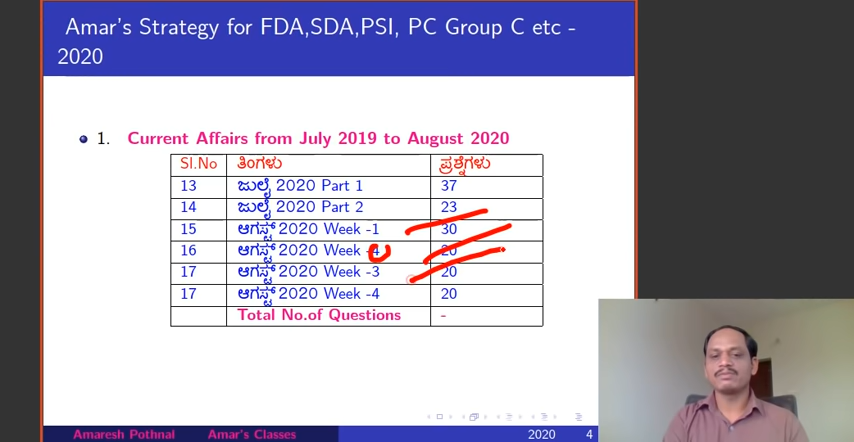 Amar's Strategy for FDA,SDA,PSI, PC Group C etc -
2020
1. Current Affairs from July 2019 to August 2020
Sl.No ತಿಂಗಳು ಪ್ರಶ್ನೆಗಳು
13 ಜುಲೈ 2020 Part 1 37
14 ಜುಲೈ 2020 Part 2 23
15 ಆಗಸ್ಟ್ 2020 Week -1 30
16 ಆಗಸ್ಟ್ 2020 Week -4 20
17 ಆಗಸ್ಟ್ 2020 Week -3 20
17 ಆಗಸ್ಟ್ 2020 Week -4 20
Total No.of Questions -
Amaresh Pothnal Amar's Classes 2020 4